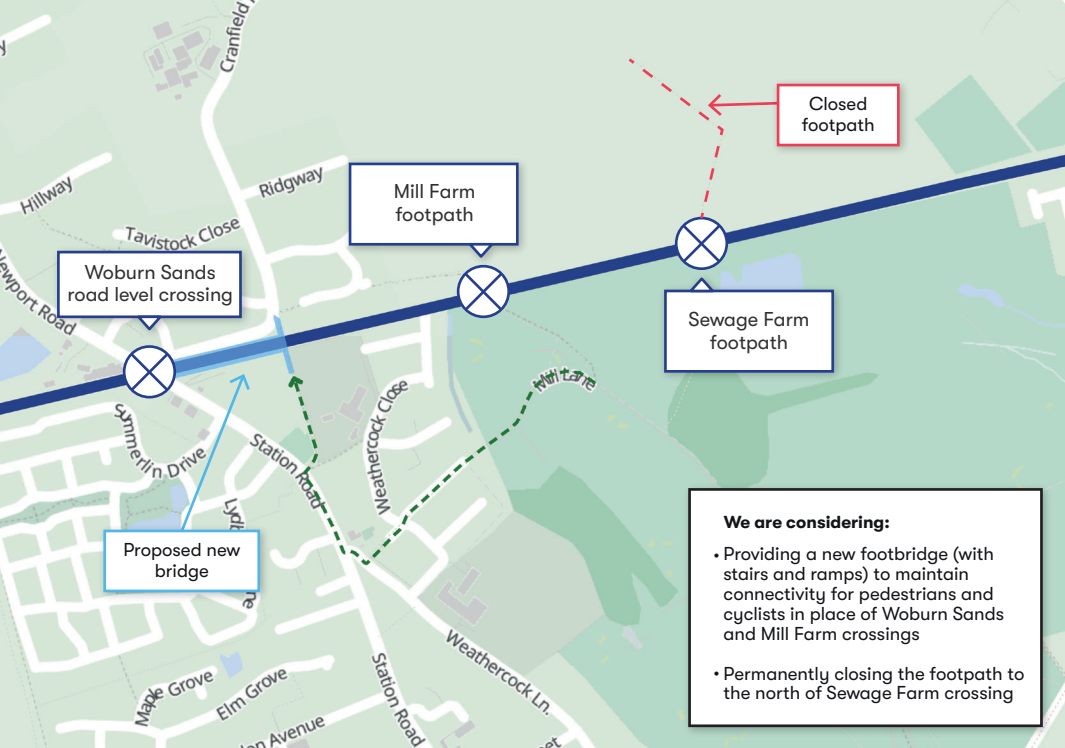 Cranfield
Hillway
Ridgway
Tavistock Close
Newport Road
Closed
footpath
Mill Farm
footpath
Woburn Sands
road level crossing
Sewage Farm
footpath
Mill Lane
Summerlin Drive
Station Road
Weathercock Close
Proposed new
bridge
Maple Grove
Elm Grove
Avenue
Station Road
Weathercock Ln.
We are considering:
• Providing a new footbridge (with
stairs and ramps) to maintain
connectivity for pedestrians and
cyclists in place of Woburn Sands
and Mill Farm crossings
• Permanently closing the footpath to
the north of Sewage Farm crossing